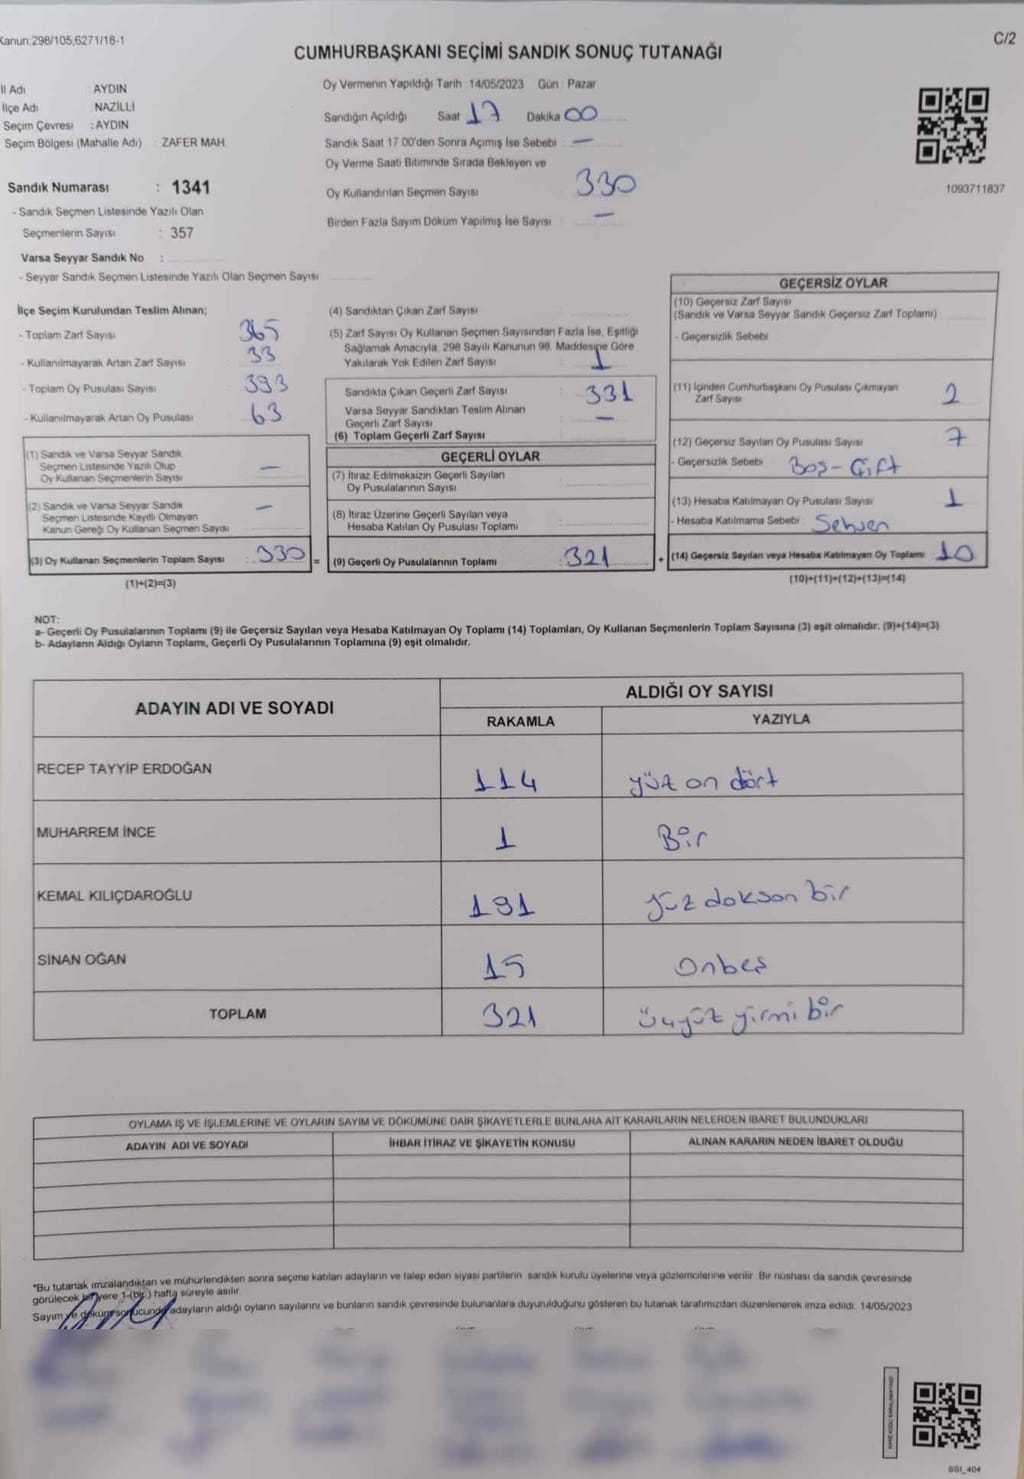 Kanun;298/105,6271/18-1
C/2
CUMHURBAŞKANI SEÇİMİ SANDIK SONUÇ TUTANAĞI
İl Adı : AYDIN
İlçe Adı NAZİLLİ
Seçim Çevresi : AYDIN
Seçim Bölgesi (Mahalle Adı) : ZAFER MAH.
Sandık Numarası : 1341
- Sandık Seçmen Listesinde Yazılı Olan
Seçmenlerin Sayısı : 357
Varsa Seyyar Sandık No :
- Seyyar Sandık Seçmen Listesinde Yazılı Olan Seçmen Sayısı
Oy Vermenin Yapıldığı Tarih : 14/05/2023 Gün : Pazar
Sandığın Açıldığı Saat 17 Dakika 00
Sandık Saat 17.00'den Sonra Açımış İse Sebebi —
Oy Verme Saati Bitiminde Sırada Bekleyen ve
Oy Kullandırılan Seçmen Sayısı 330
Birden Fazla Sayım Döküm Yapılmış İse Sayısı —
1093711837
İlçe Seçim Kurulundan Teslim Alınan;
- Toplam Zarf Sayısı 365
- Kullanılmayarak Artan Zarf Sayısı 33
- Toplam Oy Pusulası Sayısı 393
- Kullanılmayarak Artan Oy Pusulası 63
(1) Sandık ve Varsa Seyyar Sandık
Seçmen Listesinde Yazılı Olup
Oy Kullanan Seçmenlerin Sayısı —
(2) Sandık ve Varsa Seyyar Sandık
Seçmen Listesinde Kayıtlı Olmayan
Kanun Gereği Oy Kullanan Seçmen Sayısı —
(3) Oy Kullanan Seçmenlerin Toplam Sayısı : 330 =
(1)+(2)=(3)
(4) Sandıktan Çıkan Zarf Sayısı
(5) Zarf Sayısı Oy Kullanan Seçmen Sayısından Fazla İse, Eşitliği
Sağlamak Amacıyla, 298 Sayılı Kanunun 98. Maddesine Göre
Yakılarak Yok Edilen Zarf Sayısı 1
Sandıkta Çıkan Geçerli Zarf Sayısı 331
Varsa Seyyar Sandıktan Teslim Alınan
Geçerli Zarf Sayısı —
(6) Toplam Geçerli Zarf Sayısı
GEÇERLİ OYLAR
(7) İtiraz Edilmeksizin Geçerli Sayılan
Oy Pusulalarının Sayısı
(8) İtiraz Üzerine Geçerli Sayılan veya
Hesaba Katılan Oy Pusulası Toplamı
(9) Geçerli Oy Pusulalarının Toplamı : 321 +
GEÇERSİZ OYLAR
(10) Geçersiz Zarf Sayısı
(Sandık ve Varsa Seyyar Sandık Geçersiz Zarf Toplamı)
- Geçersizlik Sebebi
(11) İçinden Cumhurbaşkanı Oy Pusulası Çıkmayan
Zarf Sayısı 2
(12) Geçersiz Sayılan Oy Pusulası Sayısı 7
- Geçersizlik Sebebi Boş - Çift
(13) Hesaba Katılmayan Oy Pusulası Sayısı 1
- Hesaba Katılmama Sebebi : Sehven
(14) Geçersiz Sayılan veya Hesaba Katılmayan Oy Toplamı 10
(10)+(11)+(12)+(13)=(14)
NOT:
a- Geçerli Oy Pusulalarının Toplamı (9) ile Geçersiz Sayılan veya Hesaba Katılmayan Oy Toplamı (14) Toplamları, Oy Kullanan Seçmenlerin Toplam Sayısına (3) eşit olmalıdır. (9)+(14)=(3)
b- Adayların Aldığı Oyların Toplamı, Geçerli Oy Pusulalarının Toplamına (9) eşit olmalıdır.
ADAYIN ADI VE SOYADI
ALDIĞI OY SAYISI
RAKAMLA YAZIYLA
RECEP TAYYİP ERDOĞAN 114 yüz on dört
MUHARREM İNCE 1 Bir
KEMAL KILIÇDAROĞLU 191 yüz dokson bir
SİNAN OĞAN 15 Onbeş
TOPLAM 321 üçyüz yirmi bir
OYLAMA İŞ VE İŞLEMLERİNE VE OYLARIN SAYIM VE DÖKÜMÜNE DAİR ŞİKAYETLERLE BUNLARA AİT KARARLARIN NELERDEN İBARET BULUNDUKLARI
ADAYIN ADI VE SOYADI İHBAR İTİRAZ VE ŞİKAYETİN KONUSU ALINAN KARARIN NEDEN İBARET OLDUĞU
*Bu tutanak imzalandıktan ve mühürlendikten sonra seçime katılan adayların ve talep eden siyasi partilerin sandık kurulu üyelerine veya gözlemcilerine verilir. Bir nüshası da sandık çevresinde
görülecek bir yere 1-(bir ) hafta süreyle asılır.
Sayım ve döküm sonucunda adayların aldığı oyların sayılarını ve bunların sandık çevresinde bulunanlara duyurulduğunu gösteren bu tutanak tarafımızdan düzenlenerek imza edildi. 14/05/2023
SSI_404